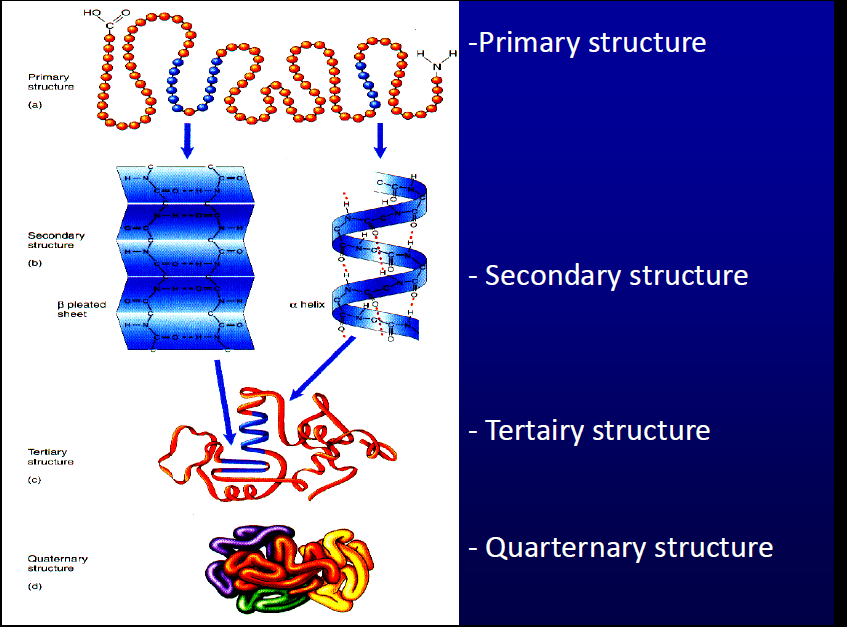 HO
O
C
H
H
N
Primary
structure
(a)
-Primary structure
Secondary
structure
(b)
β pleated
sheet
α helix
- Secondary structure
Tertiary
structure
(c)
- Tertairy structure
Quaternary
structure
(d)
- Quarternary structure